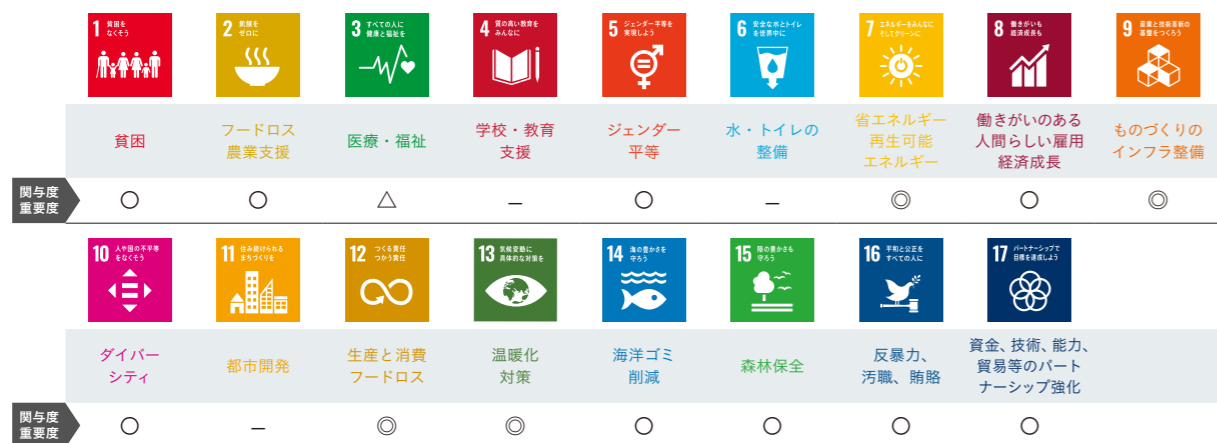 1 貧困を
なくそう
2 飢餓を
ゼロに
3 すべての人に
健康と福祉を
4 質の高い教育を
みんなに
5 ジェンダー平等を
実現しよう
6 安全な水とトイレ
を世界中に
7 エネルギーをみんなに
そしてクリーンに
8 働きがいも
経済成長も
9 産業と技術革新の
基盤をつくろう
貧困
フードロス
農業支援
医療・福祉
学校・教育
支援
ジェンダー
平等
水・トイレの
整備
省エネルギー
再生可能
エネルギー
働きがいのある
人間らしい雇用
経済成長
ものづくりの
インフラ整備
関与度
重要度
○ ○ △ － ○ － ◎ ○ ◎
10 人や国の不平等
をなくそう
11 住み続けられる
まちづくりを
12 つくる責任
つかう責任
13 気候変動に
具体的な対策を
14 海の豊かさを
守ろう
15 陸の豊かさも
守ろう
16 平和と公正を
すべての人に
17 パートナーシップで
目標を達成しよう
ダイバー
シティ
都市開発
生産と消費
フードロス
温暖化
対策
海洋ゴミ
削減
森林保全
反暴力、
汚職、賄賂
資金、技術、能力、
貿易等のパート
ナーシップ強化
関与度
重要度
○ － ◎ ◎ ○ ○ ○ ○